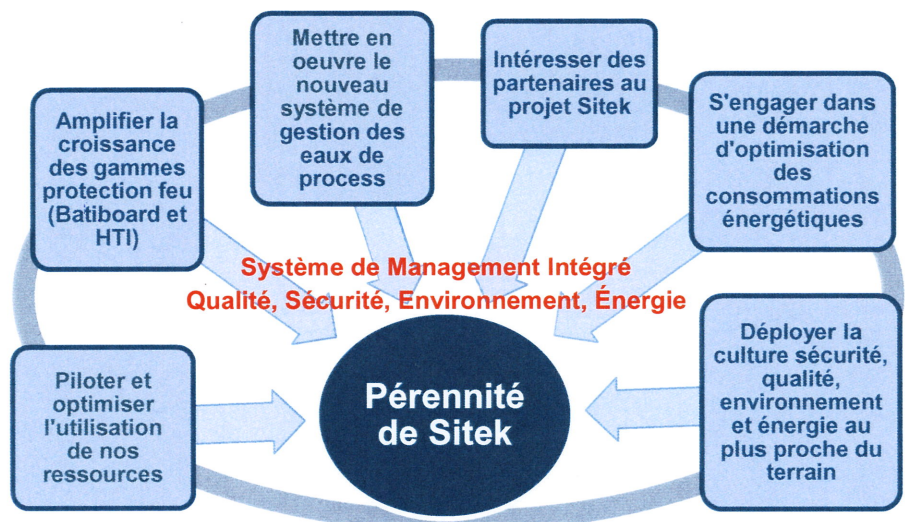 Mettre en
oeuvre le
nouveau
système de
gestion des
eaux de
process
Intéresser des
partenaires au
projet Sitek
Amplifier la
croissance
des gammes
protection feu
(Batiboard et
HTI)
S'engager dans
une démarche
d'optimisation
des
consommations
énergétiques
Système de Management Intégré
Qualité, Sécurité, Environnement, Énergie
Piloter et
optimiser
l'utilisation
de nos
ressources
Pérennité
de Sitek
Déployer la
culture sécurité,
qualité,
environnement
et énergie au
plus proche du
terrain